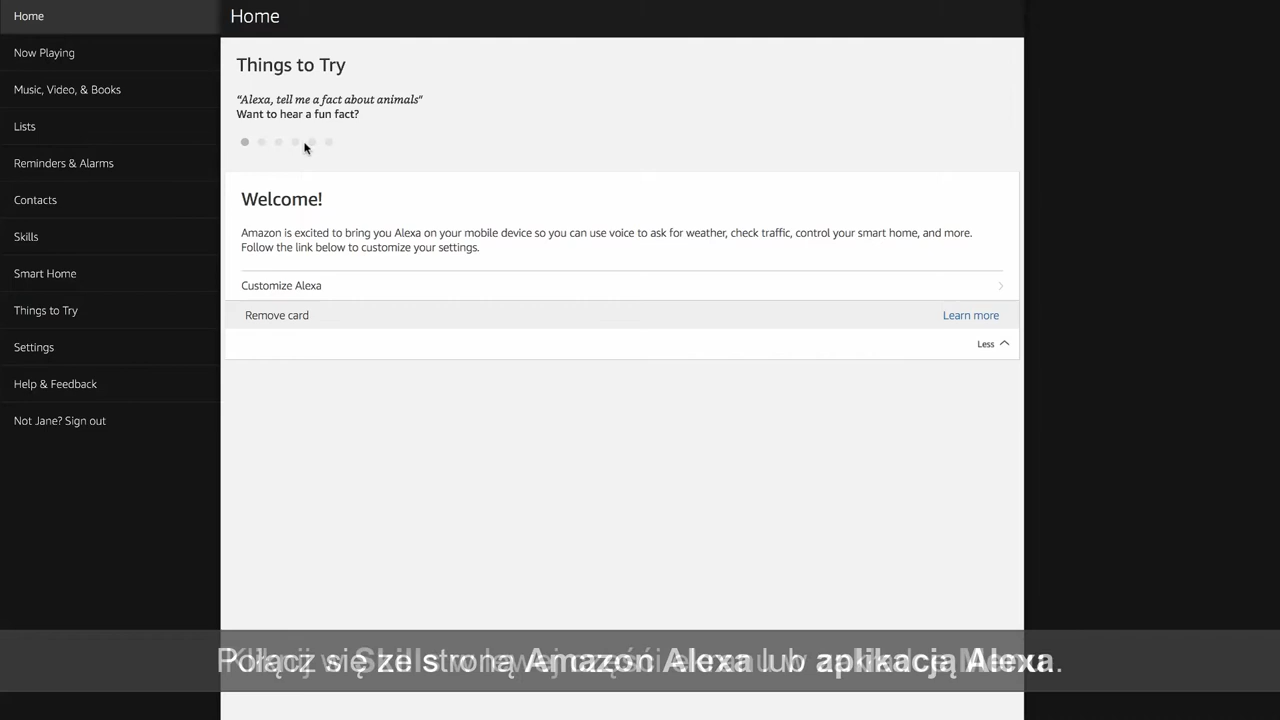 Home
Now Playing
Music, Video, & Books
Lists
Reminders & Alarms
Contacts
Skills
Smart Home
Things to Try
Settings
Help & Feedback
Not Jane? Sign out
Home
Things to Try
“Alexa, tell me a fact about animals“
Want to hear a fun fact?
Welcome!
Amazon is excited to bring you Alexa on your mobile device so you can use voice to ask for weather, check traffic, control your smart home, and more.
Follow the link below to customize your settings.
Customize Alexa
Remove card
Learn more
Less
Połącz się ze stroną Amazon Alexa lub aplikacją Alexa.